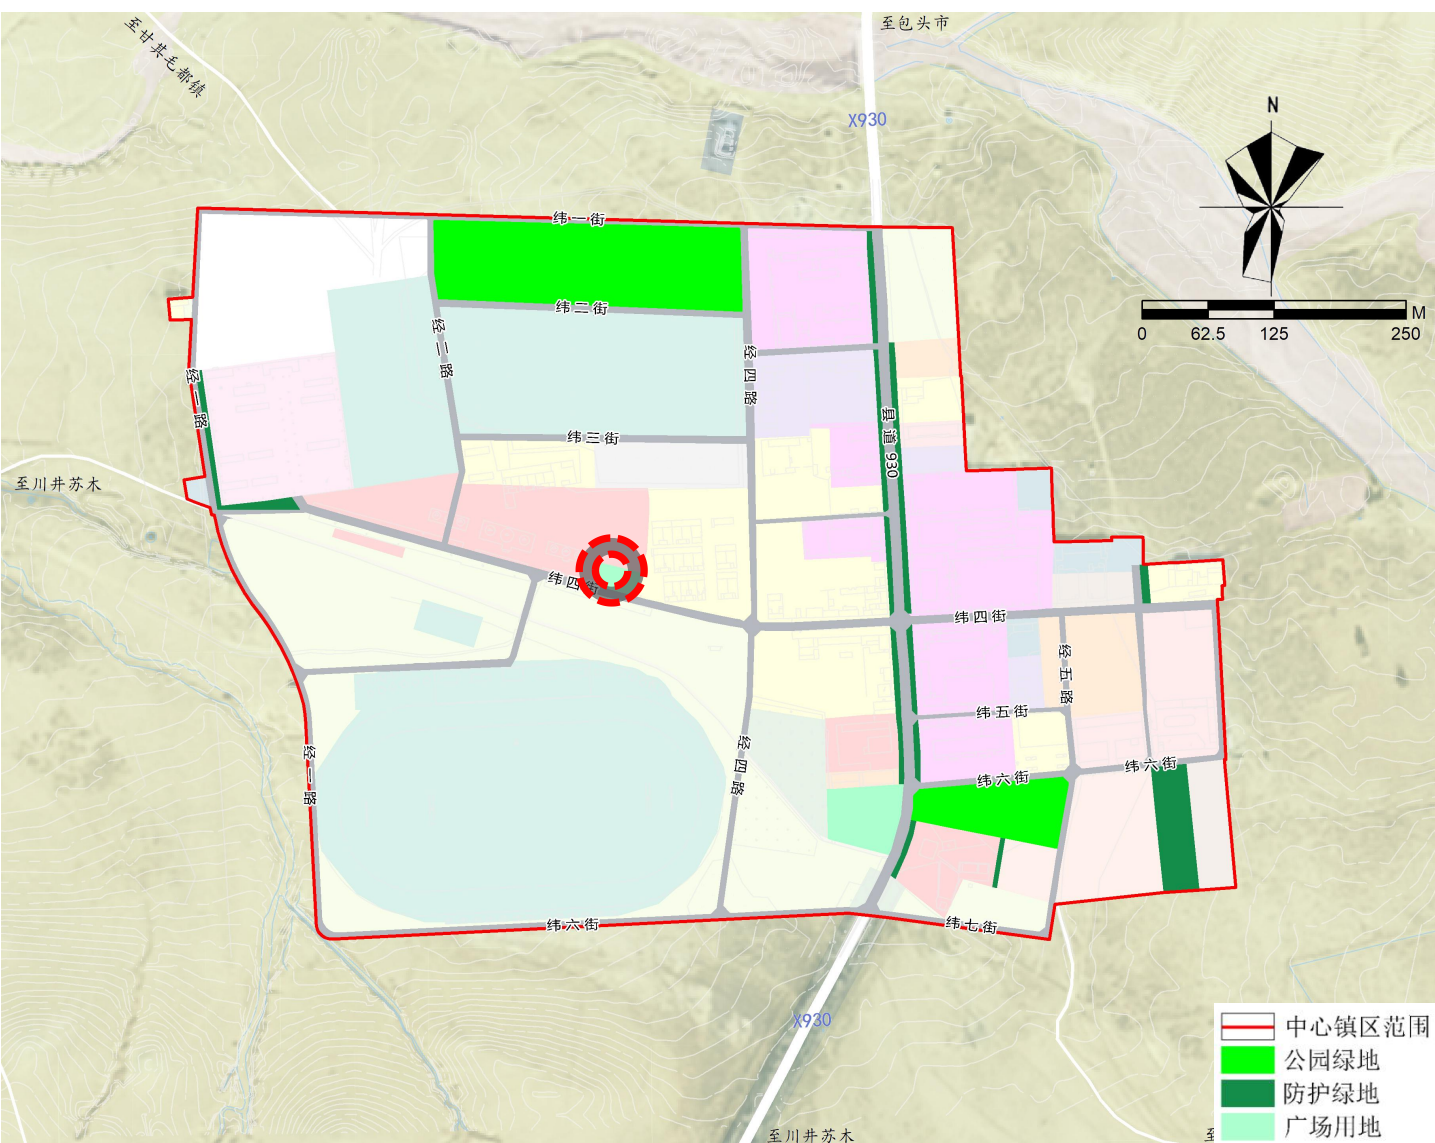 至包头市
至甘其毛都镇
N
X930
M
0 62.5 125 250
纬一街
纬二街
经二路
经四路
经一路
县道 930
纬三街
至川井苏木
纬四街
纬四街
经五路
纬五街
经一路
经四路
纬六街
纬六街
纬六街
纬七街
X930
至川井苏木
至
中心镇区范围
公园绿地
防护绿地
广场用地